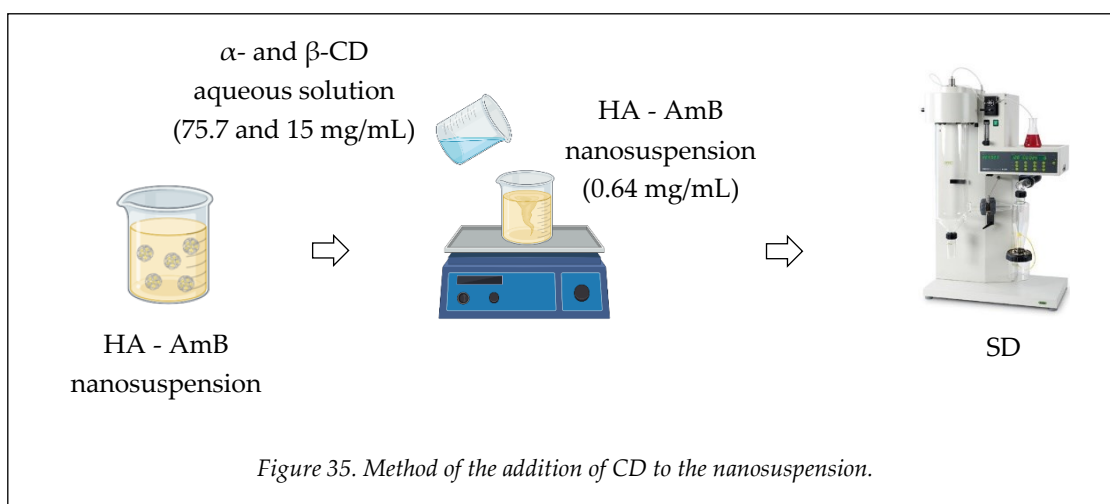 α- and β-CD
aqueous solution
(75.7 and 15 mg/mL)
HA - AmB
nanosuspension
(0.64 mg/mL)
HA - AmB
nanosuspension
SD
Figure 35. Method of the addition of CD to the nanosuspension.